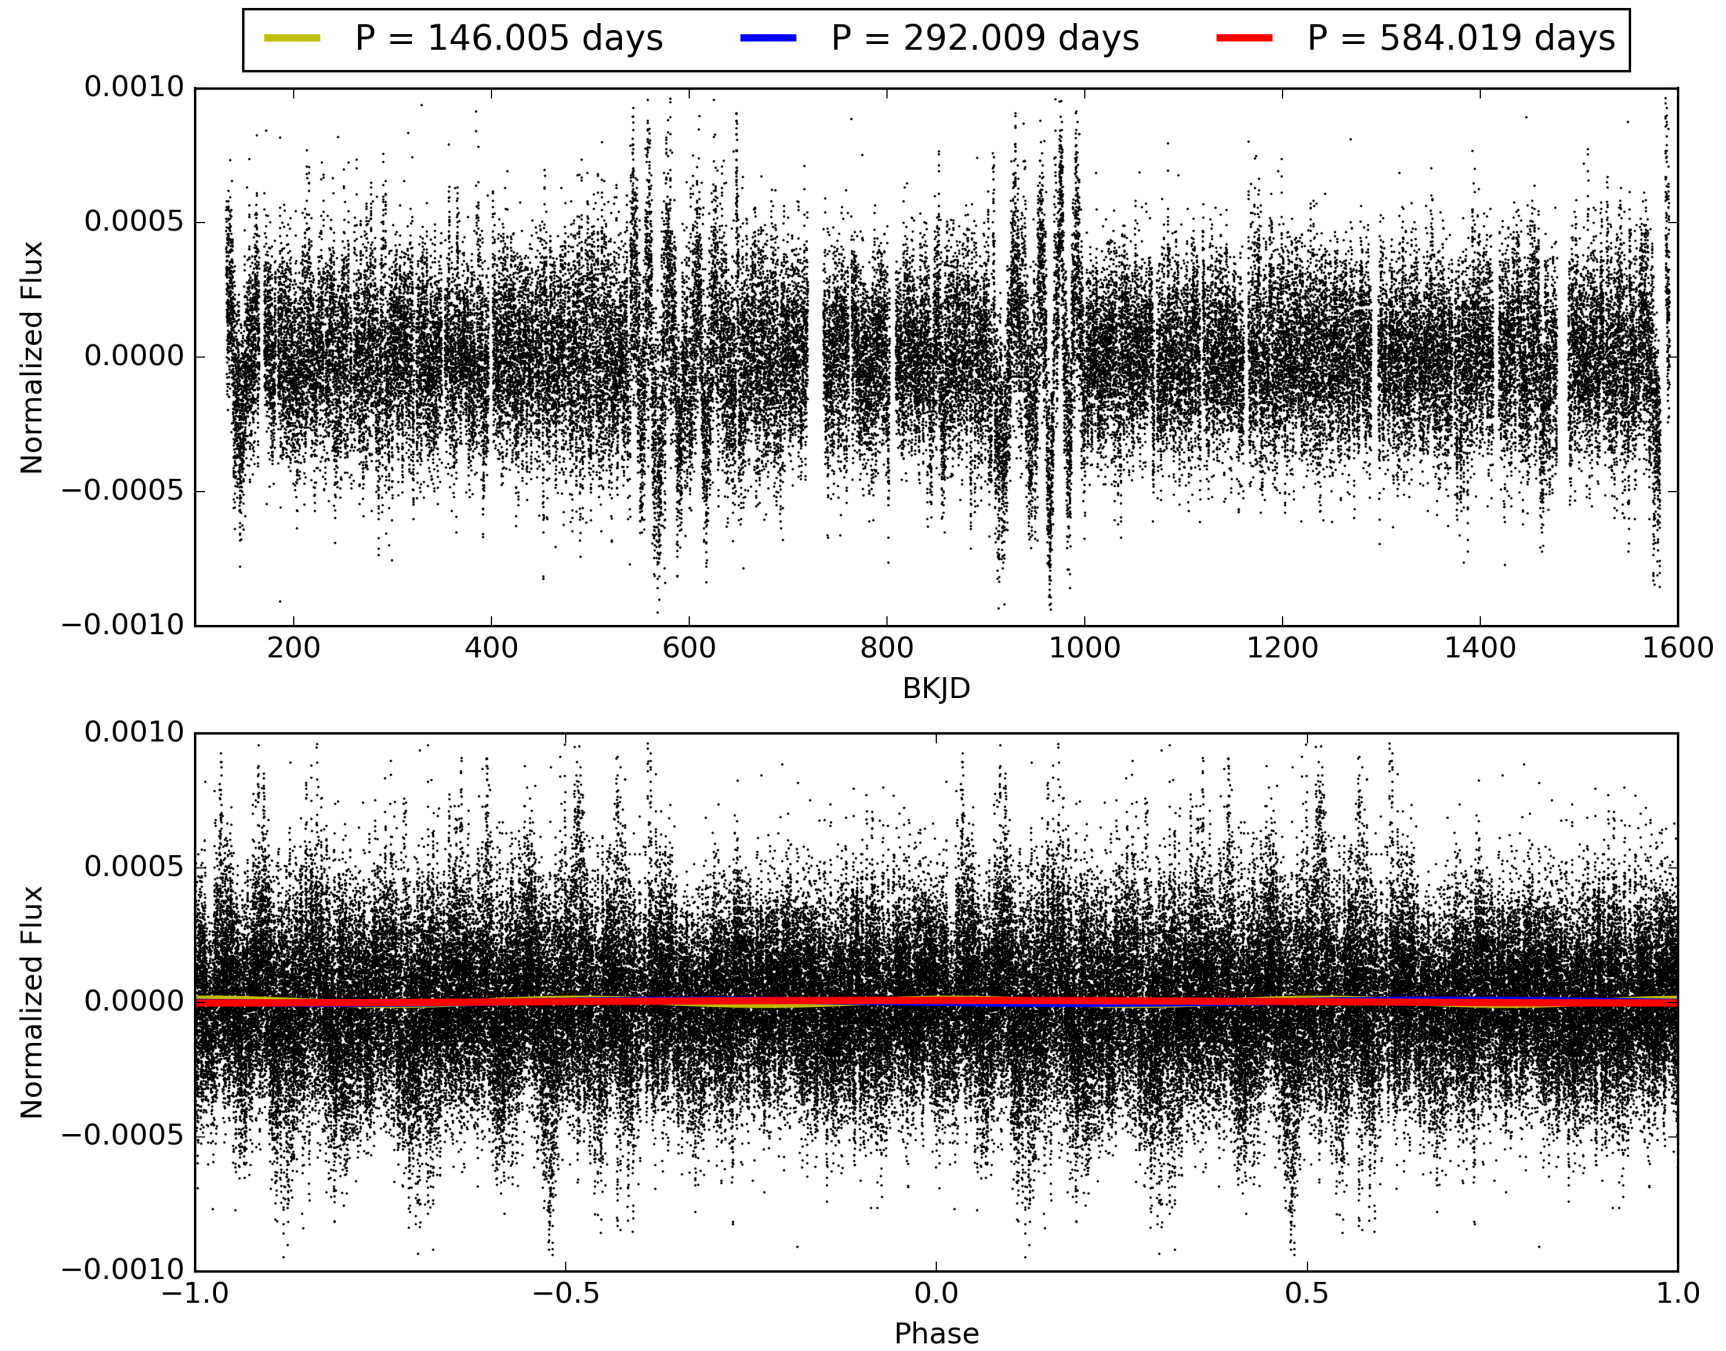 P = 146.005 days P = 292.009 days P = 584.019 days
0.0010
0.0005
0.0000
−0.0005
−0.0010
Normalized Flux
200 400 600 800 1000 1200 1400 1600
BKJD
0.0010
0.0005
0.0000
−0.0005
−0.0010
Normalized Flux
−1.0 −0.5 0.0 0.5 1.0
Phase